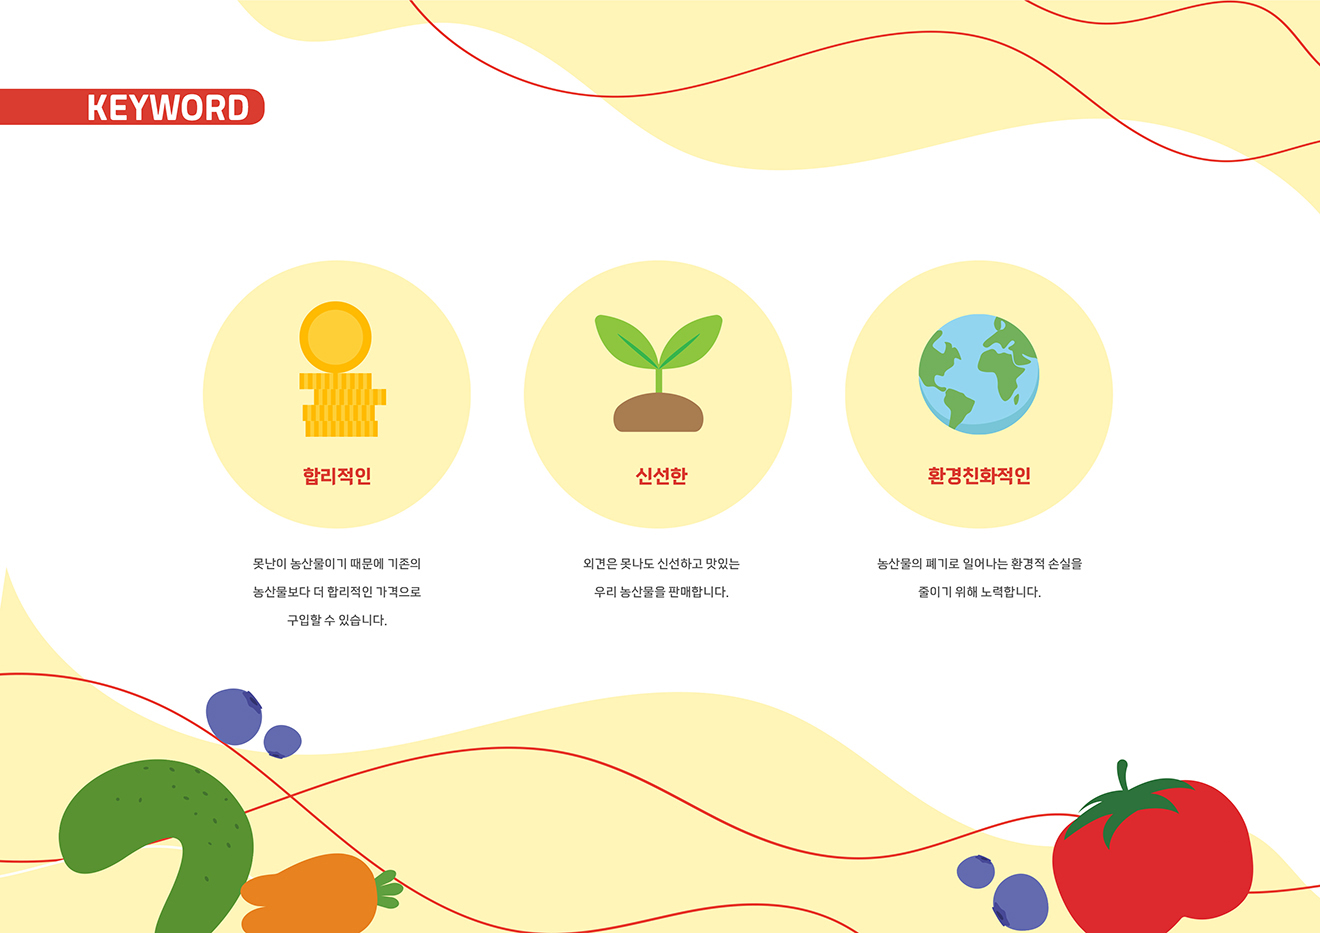 KEYWORD
합리적인
못난이 농산물이기 때문에 기존의
농산물보다 더 합리적인 가격으로
구입할 수 있습니다.
신선한
외견은 못나도 신선하고 맛있는
우리 농산물을 판매합니다.
환경친화적인
농산물의 폐기로 일어나는 환경적 손실을
줄이기 위해 노력합니다.